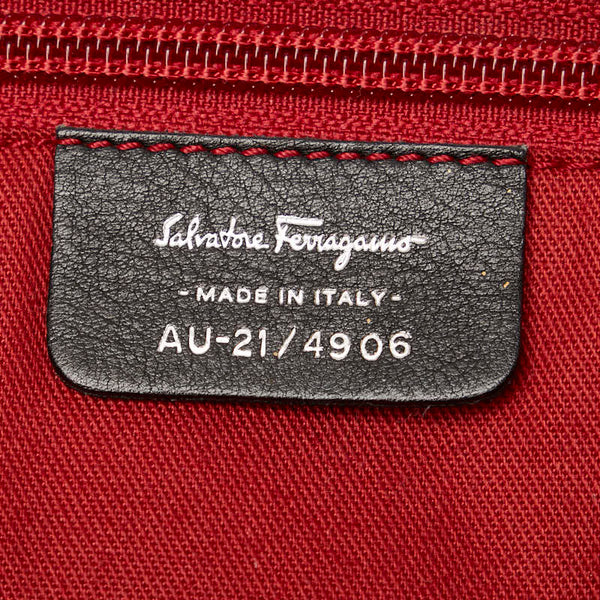 Salvatore Ferragamo
- MADE IN ITALY -
AU-21/4906